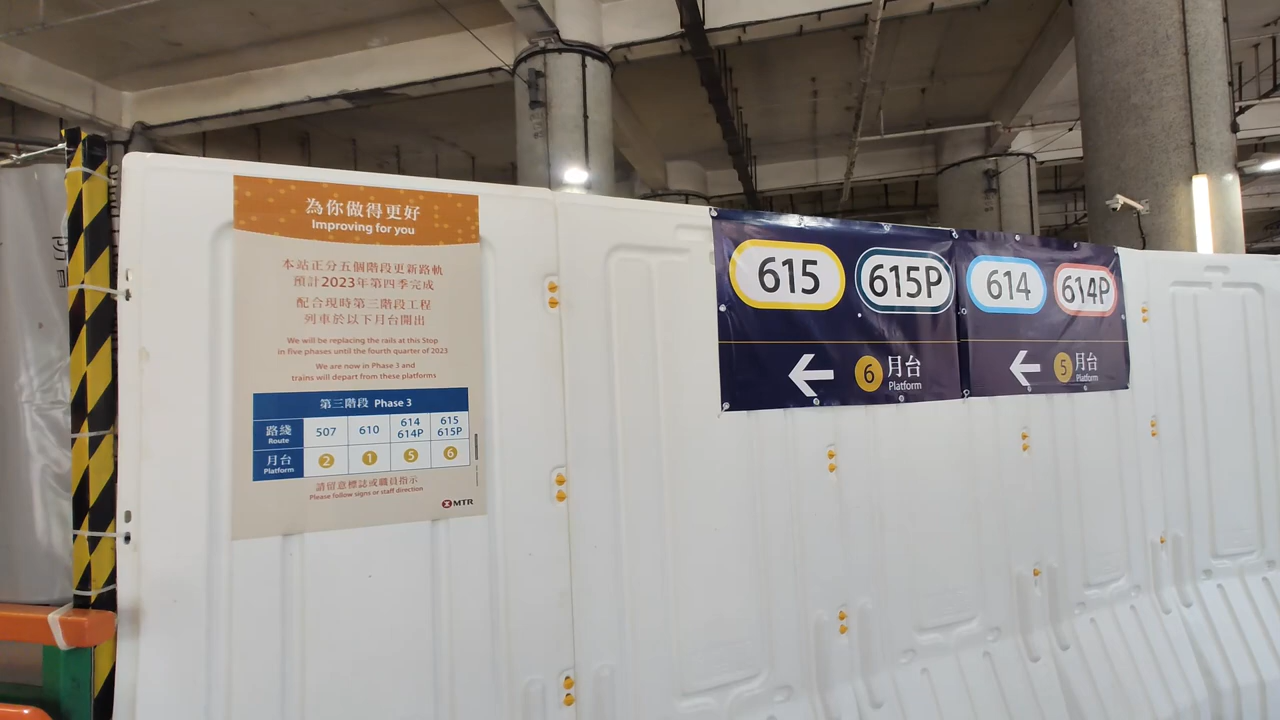 為你做得更好
Improving for you
本站正分五個階段更新路軌
預計2023年第四季完成
配合現時第三階段工程
列車於以下月台開出
We will be replacing the rails at this Stop
in five phases until the fourth quarter of 2023
We are now in Phase 3 and
trains will depart from these platforms
第三階段 Phase 3
路綫 Route 507 610 614 614P 615 615P
月台 Platform 2 1 5 6
請留意標誌或職員指示
Please follow signs or staff direction
MTR
615 615P
← 6 月台 Platform
614 614P
← 5 月台 Platform